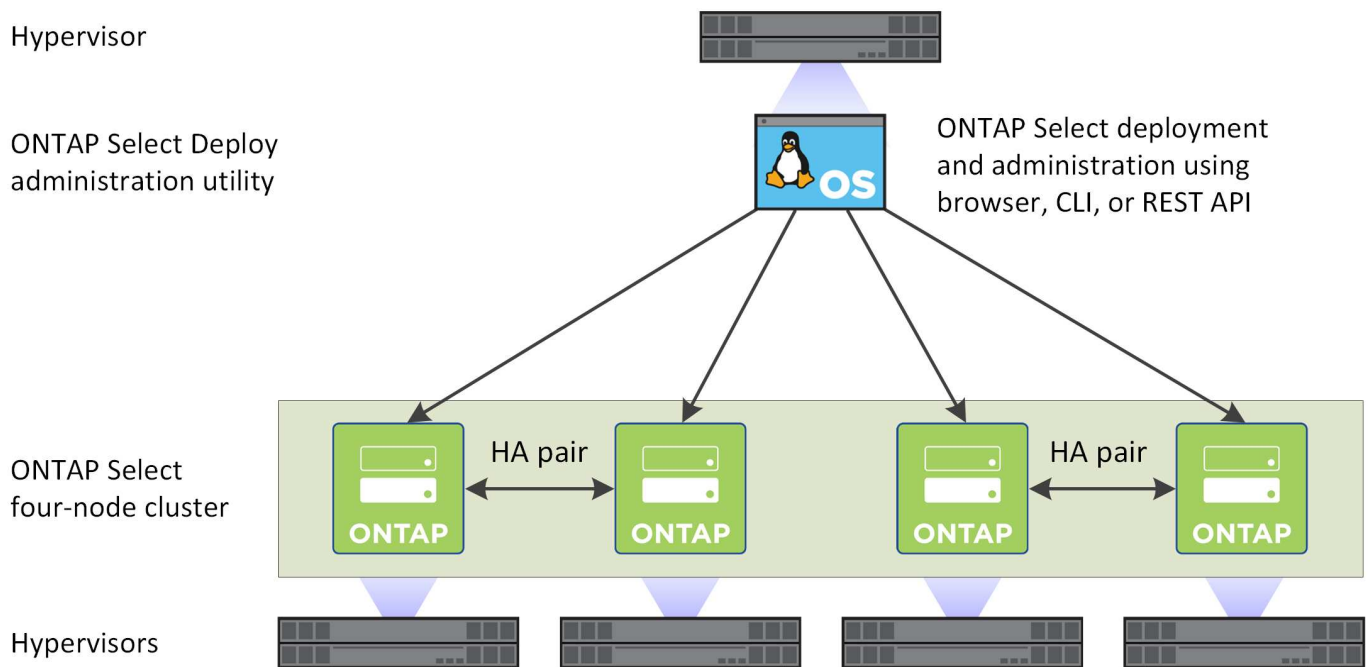 Hypervisor
ONTAP Select Deploy
administration utility
ONTAP Select deployment
and administration using
browser, CLI, or REST API
OS
ONTAP Select
four-node cluster
HA pair
HA pair
ONTAP
ONTAP
ONTAP
ONTAP
Hypervisors